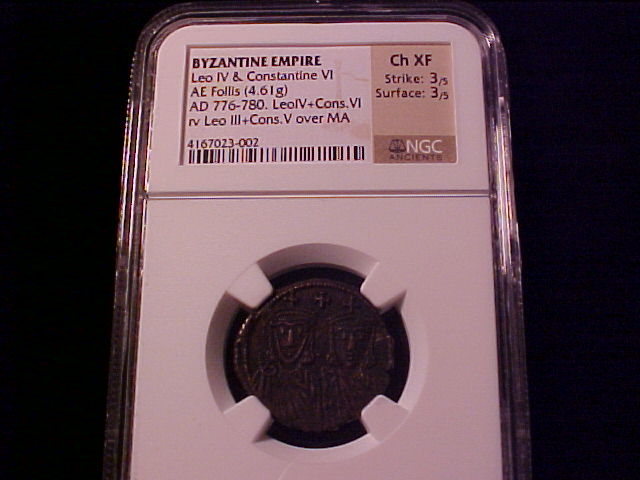 BYZANTINE EMPIRE
Leo IV & Constantine VI
AE Follis (4.61g)
AD 776-780. LeoIV+Cons.VI
rv Leo III+Cons.V over MA
4167023-002
Ch XF
Strike: 3/5
Surface: 3/5
NGC
ANCIENTS